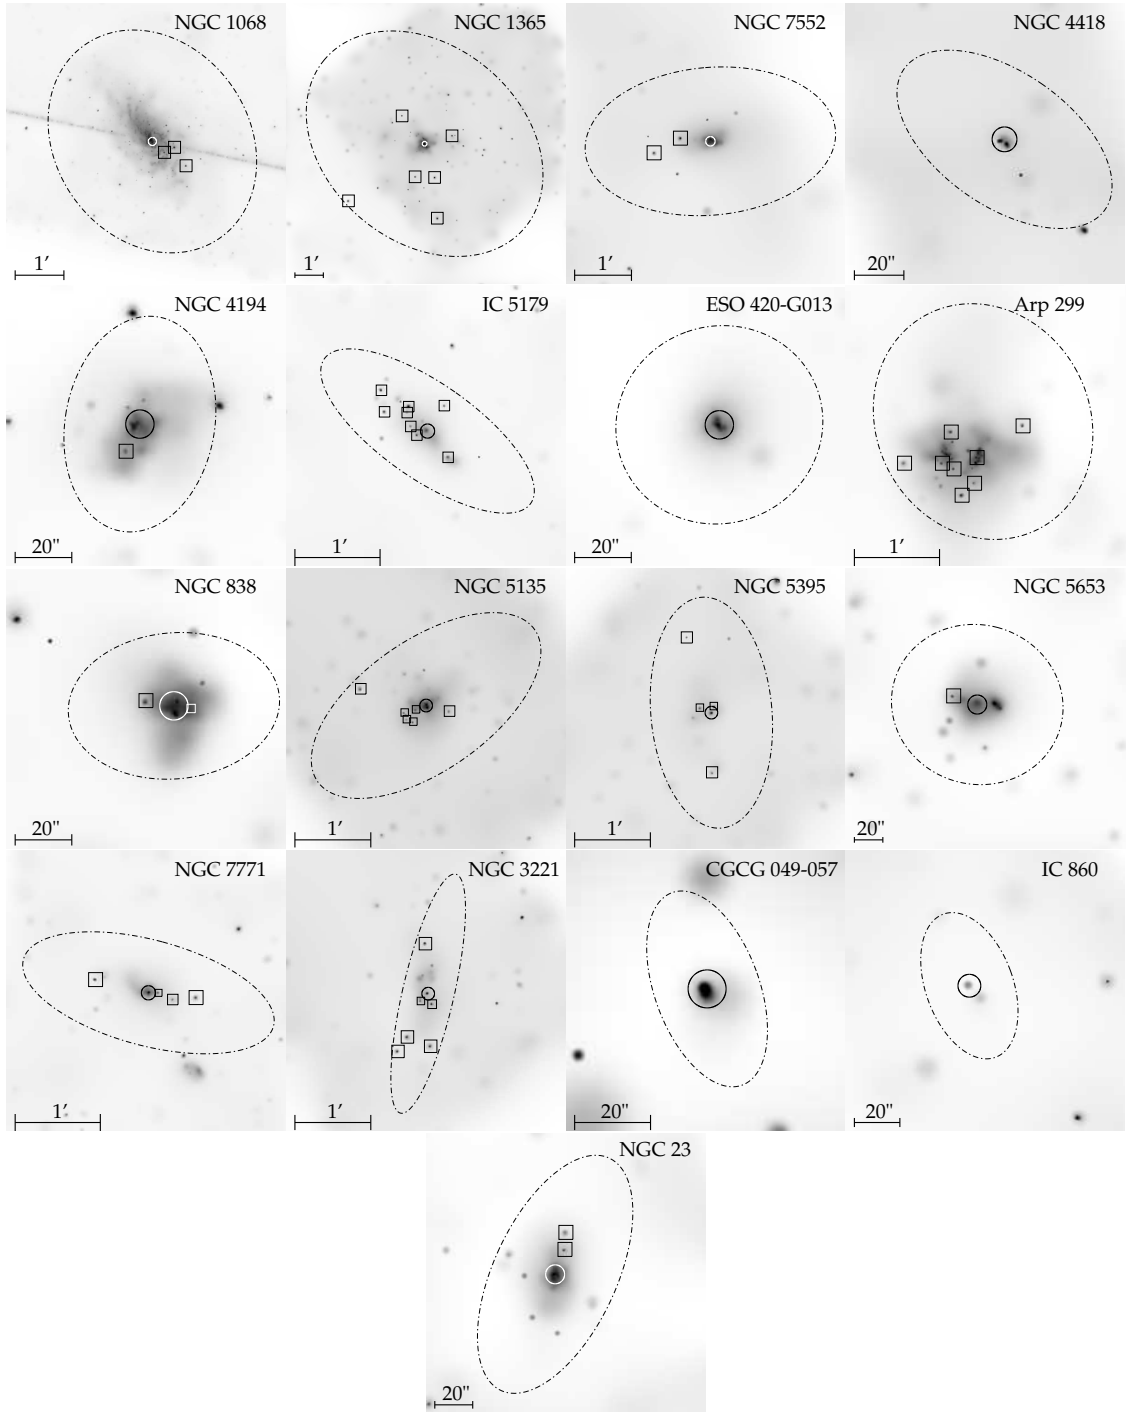 NGC 1068
1′
NGC 1365
1′
NGC 7552
1′
NGC 4418
20"
NGC 4194
20"
IC 5179
1′
ESO 420-G013
20"
Arp 299
1′
NGC 838
20"
NGC 5135
1′
NGC 5395
1′
NGC 5653
20"
NGC 7771
1′
NGC 3221
1′
CGCG 049-057
20"
IC 860
20"
NGC 23
20"